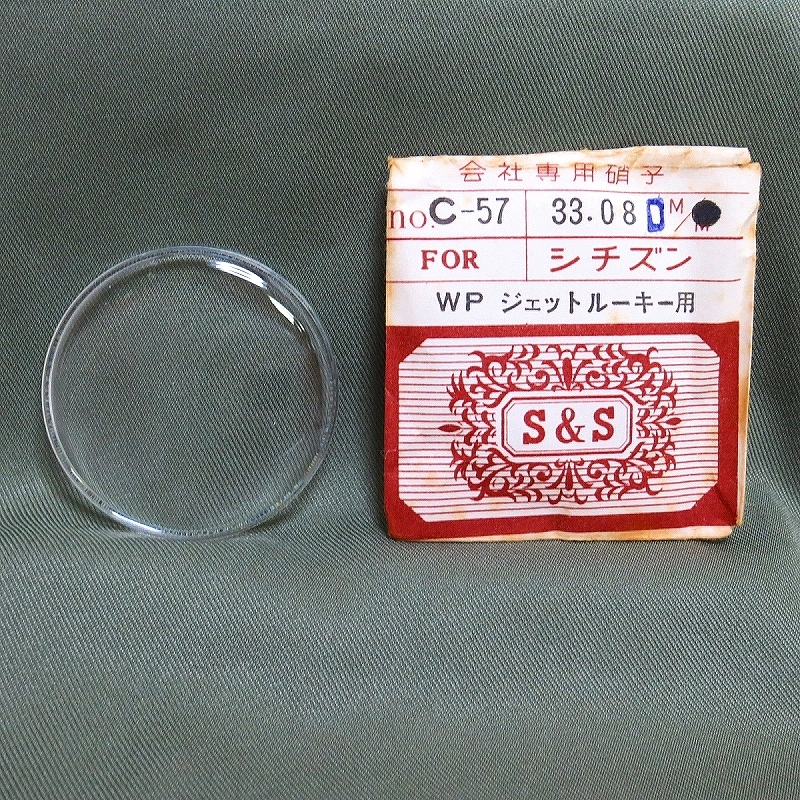 会社専用硝子
no. C-57 33.08 D M/M
FOR シチズン
WP ジェットルーキー用
S & S